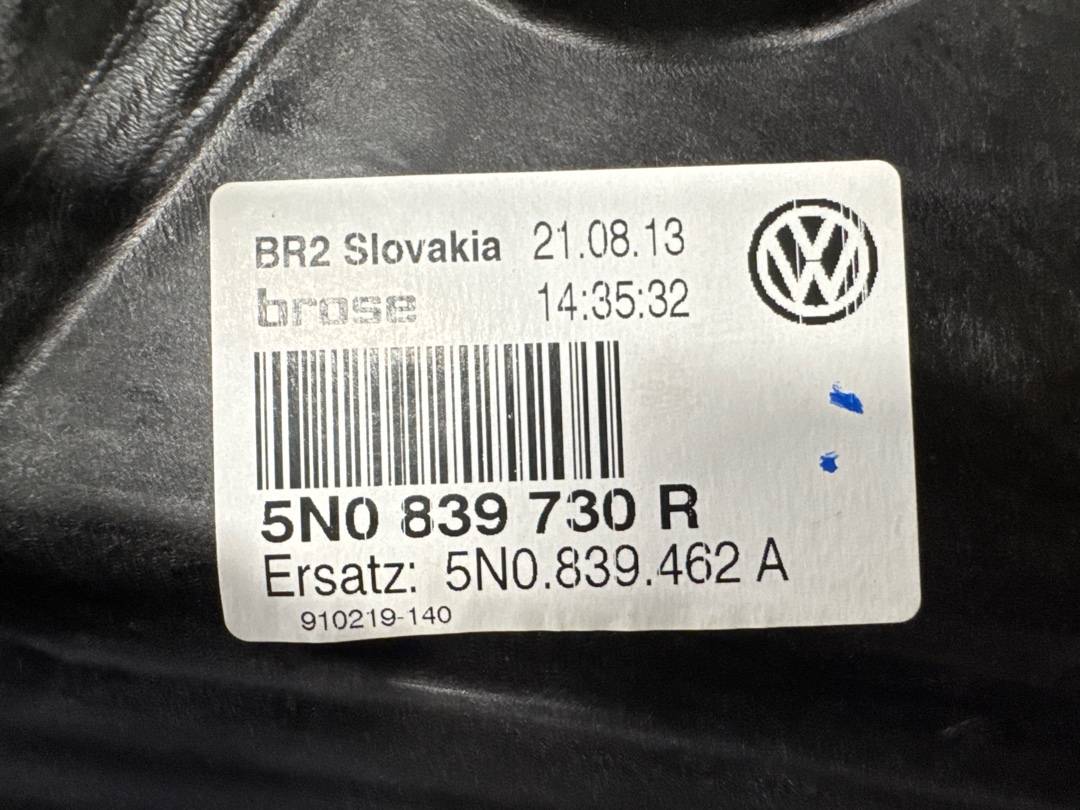 BR2 Slovakia 21.08.13
brose 14:35:32
5N0 839 730 R
Ersatz: 5N0.839.462 A
910219-140